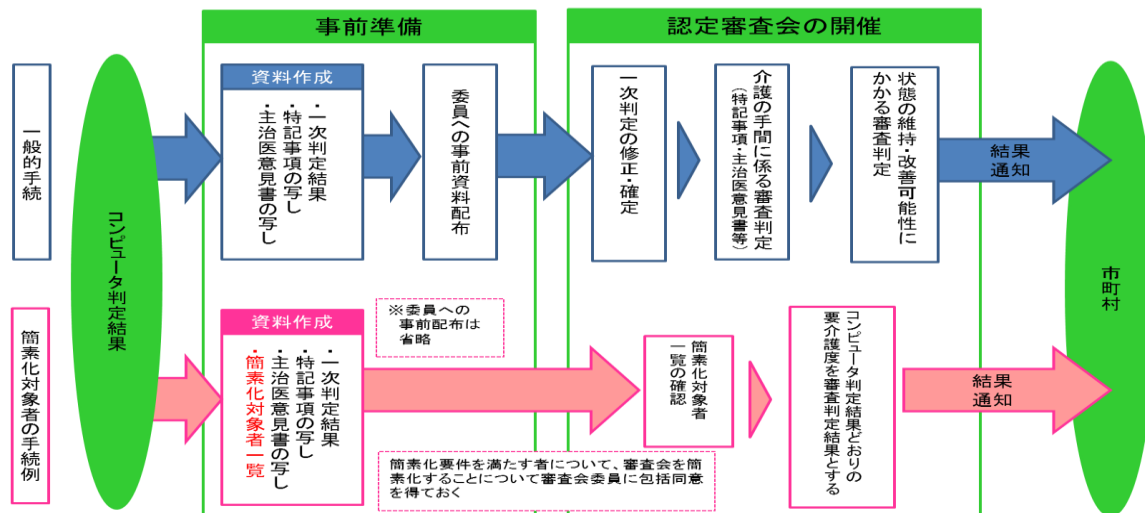 事前準備
認定審査会の開催
一般的手続
コンピュータ判定結果
資料作成
・一次判定結果
・特記事項の写し
・主治医意見書の写し
委員への事前資料配布
一次判定の修正・確定
介護の手間に係る審査判定
（特記事項・主治医意見書等）
状態の維持・改善可能性に
かかる審査判定
結果
通知
市町村
簡素化対象者の手続例
資料作成
・一次判定結果
・特記事項の写し
・主治医意見書の写し
・簡素化対象者一覧
※委員への
事前配布は
省略
簡素化対象者
一覧の確認
コンピュータ判定結果どおりの
要介護度を審査判定結果とする
結果
通知
簡素化要件を満たす者について、審査会を簡
素化することについて審査会委員に包括同意
を得ておく